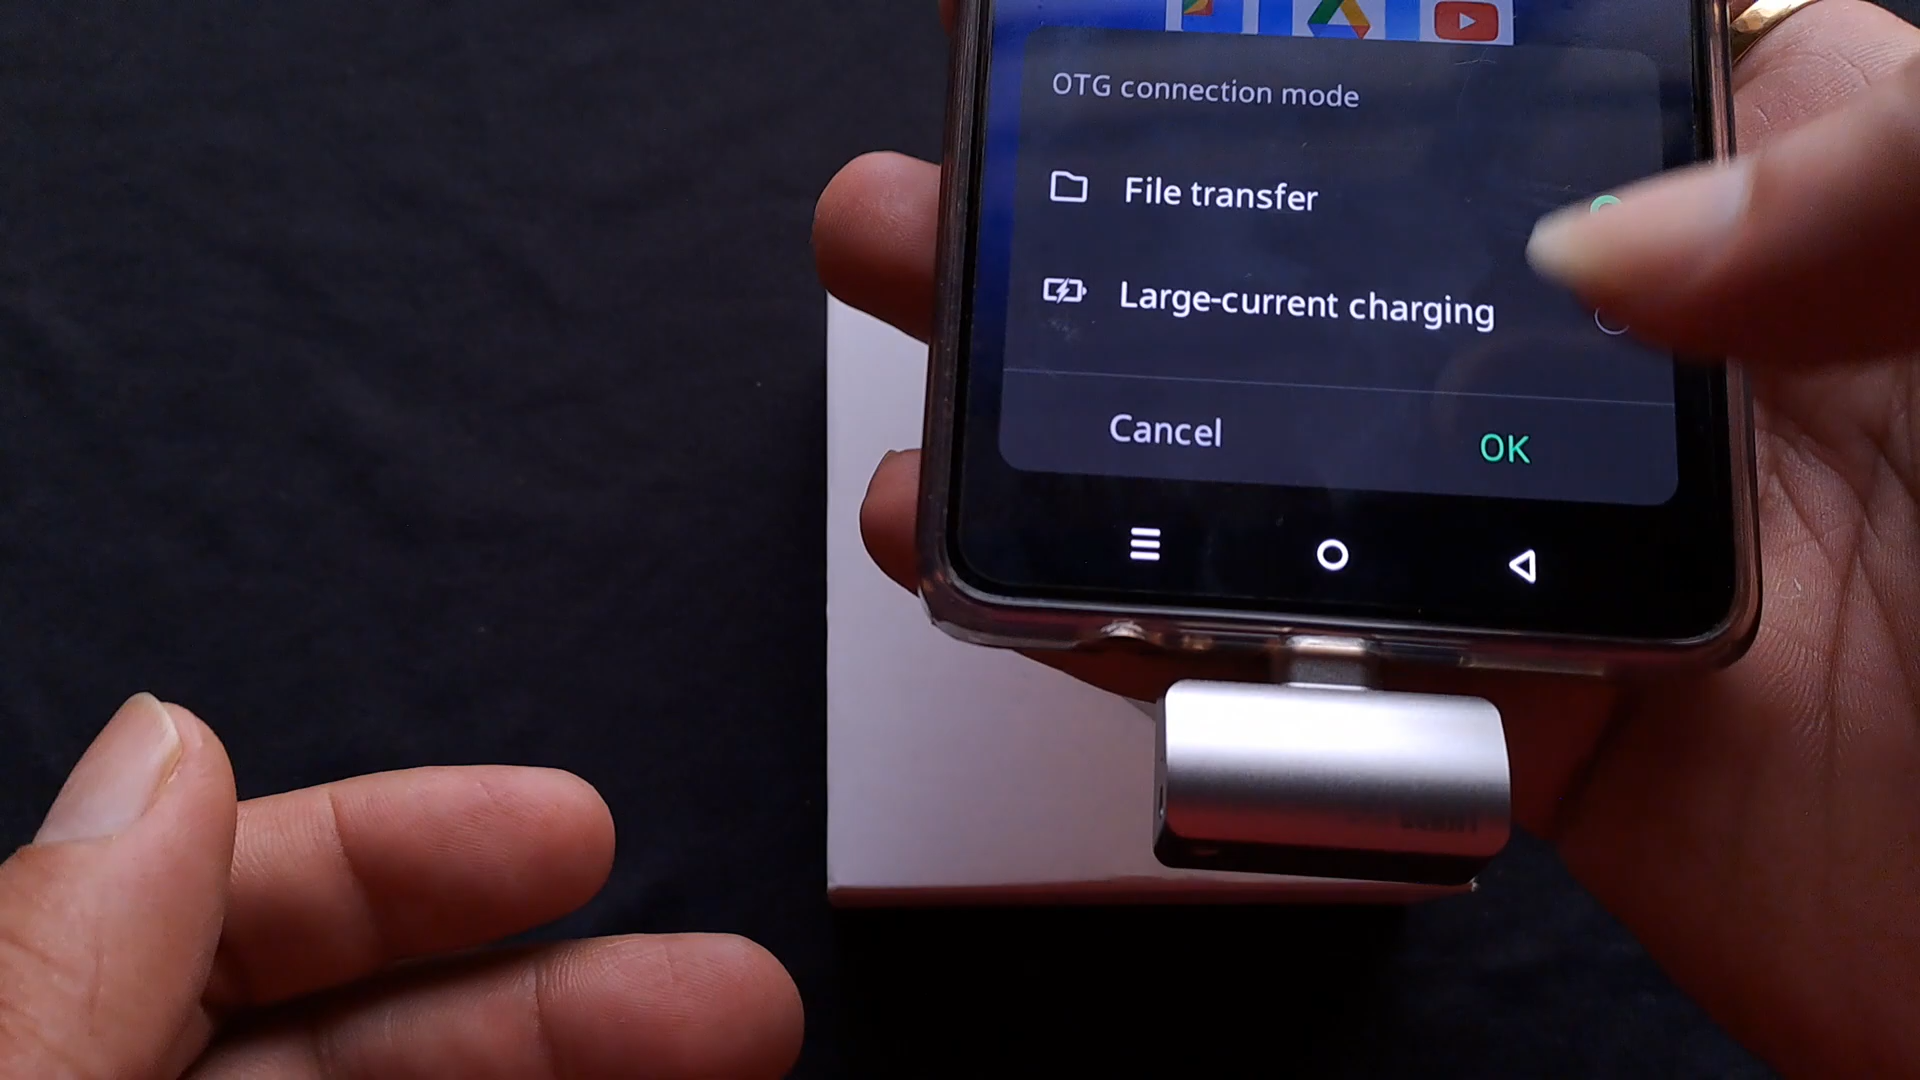 OTG connection mode
File transfer
Large-current charging
Cancel
OK